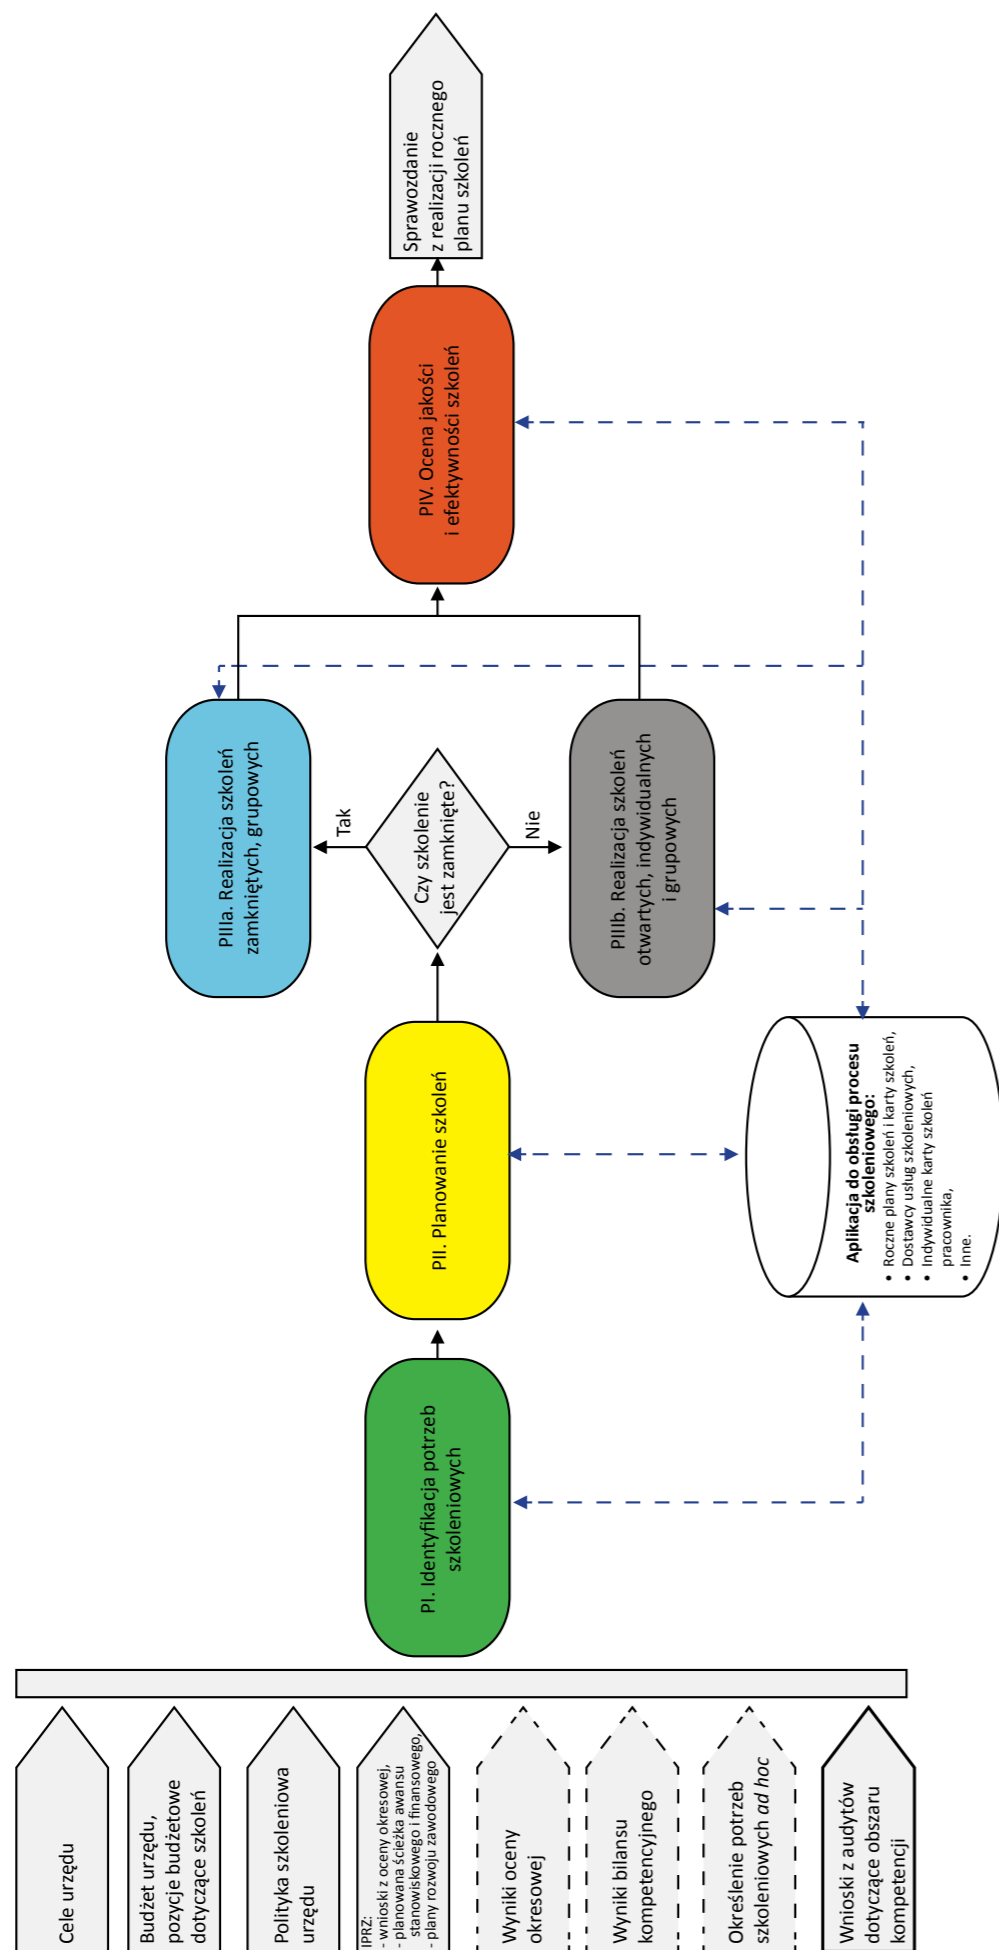 Cele urzędu
Budżet urzędu,
pozycje budżetowe
dotyczące szkoleń
Polityka szkoleniowa
urzędu
IPRZ:
- wnioski z oceny okresowej,
- planowana ścieżka awansu
stanowiskowego i finansowego,
- plany rozwoju zawodowego
Wyniki oceny
okresowej
Wyniki bilansu
kompetencyjnego
Określenie potrzeb
szkoleniowych ad hoc
Wnioski z audytów
dotyczące obszaru
kompetencji
PI. Identyfikacja potrzeb
szkoleniowych
PII. Planowanie szkoleń
Czy szkolenie
jest zamknięte?
Tak
Nie
PIIIa. Realizacja szkoleń
zamkniętych, grupowych
PIIIb. Realizacja szkoleń
otwartych, indywidualnych
i grupowych
PIV. Ocena jakości
i efektywności szkoleń
Sprawozdanie
z realizacji rocznego
planu szkoleń
Aplikacja do obsługi procesu
szkoleniowego:
• Roczne plany szkoleń i karty szkoleń,
• Dostawcy usług szkoleniowych,
• Indywidualne karty szkoleń
pracownika,
• Inne.